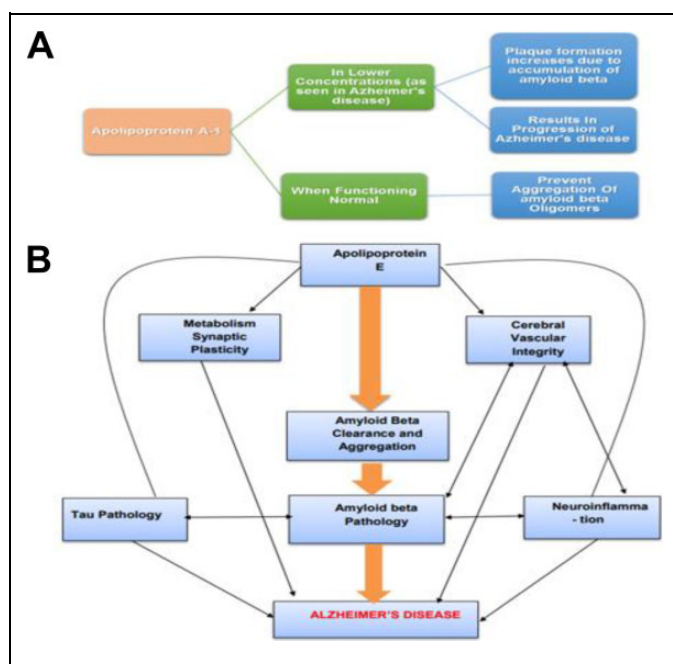 A
In Lower
Concentrations (as
seen in Azheimer's
disease)
Plaque formation
increases due to
accumulation of
amyloid beta
Apolipoprotein A-1
Results In
Progression of
Azheimer's disease
When Functioning
Normal
Prevent
Aggregation Of
amyloid beta
Oligomers
B
Apolipoprotein
E
Metabolism
Synaptic
Plasticity
Cerebral
Vascular
Integrity
Amyloid Beta
Clearance and
Aggregation
Tau Pathology
Amyloid beta
Pathology
Neuroinflamma
- tion
ALZHEIMER'S DISEASE